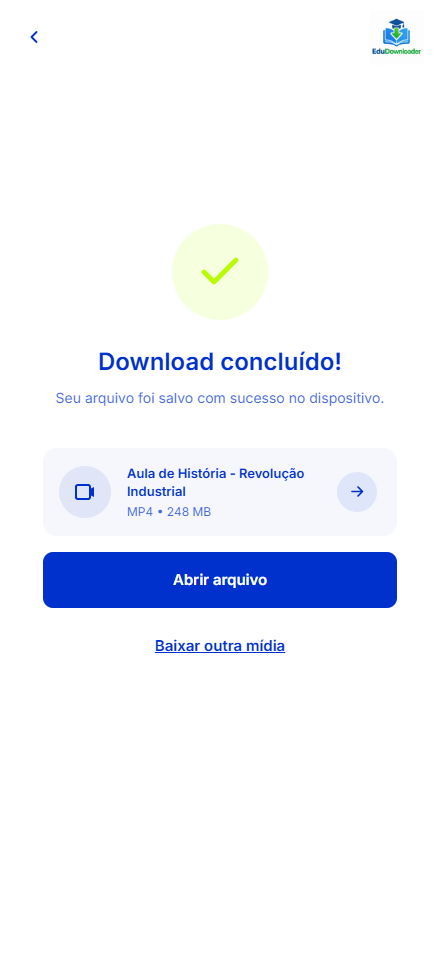 EduDownloader
Download concluído!
Seu arquivo foi salvo com sucesso no dispositivo.
Aula de História - Revolução
Industrial
MP4 • 248 MB
Abrir arquivo
Baixar outra mídia